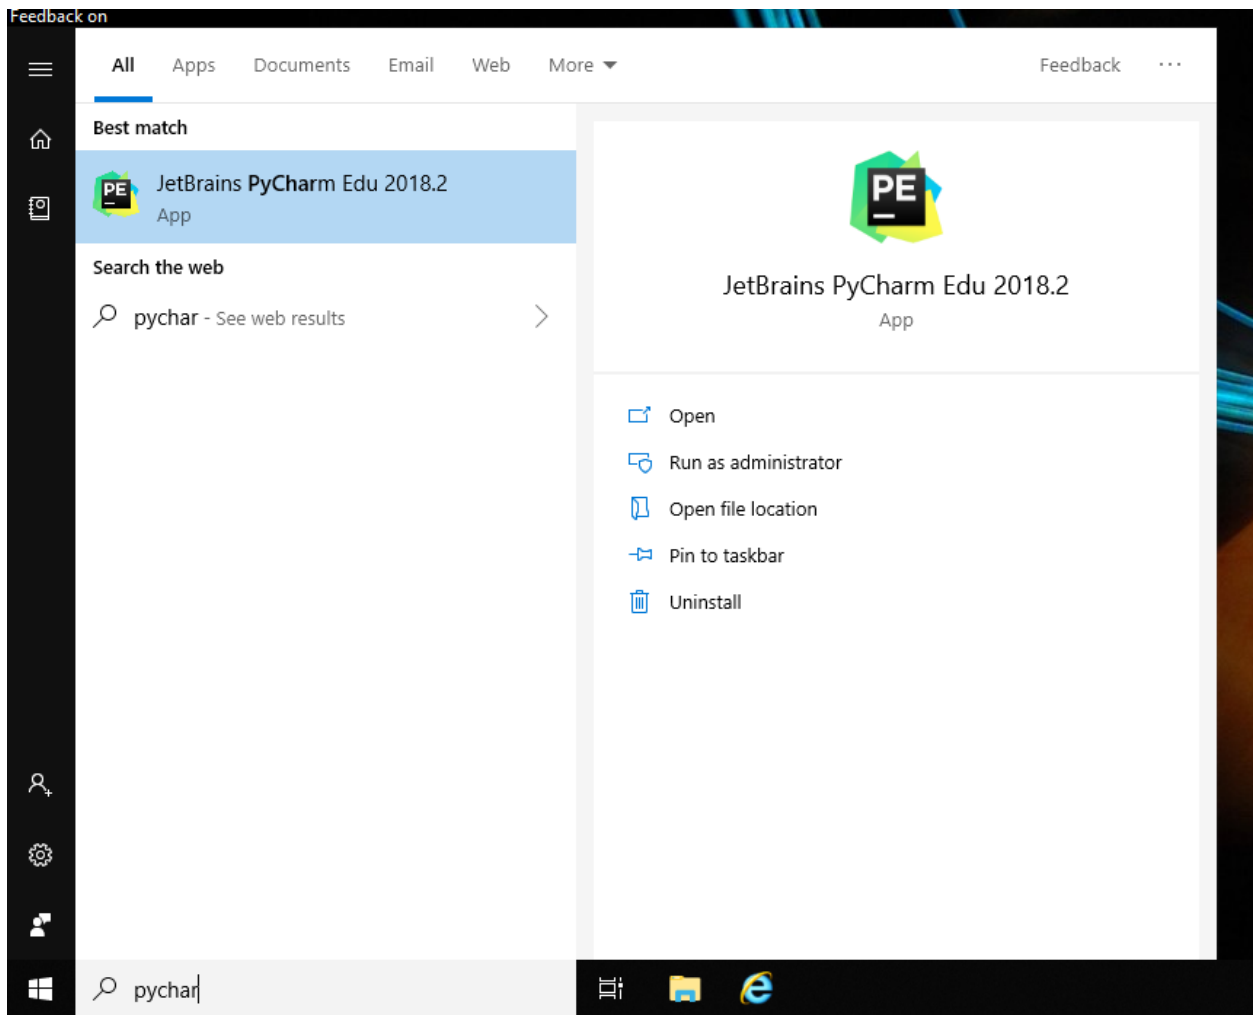 Feedback on
All Apps Documents Email Web More Feedback ...
Best match
PE
JetBrains PyCharm Edu 2018.2
App
Search the web
pychar - See web results
PE
JetBrains PyCharm Edu 2018.2
App
Open
Run as administrator
Open file location
Pin to taskbar
Uninstall
pychar